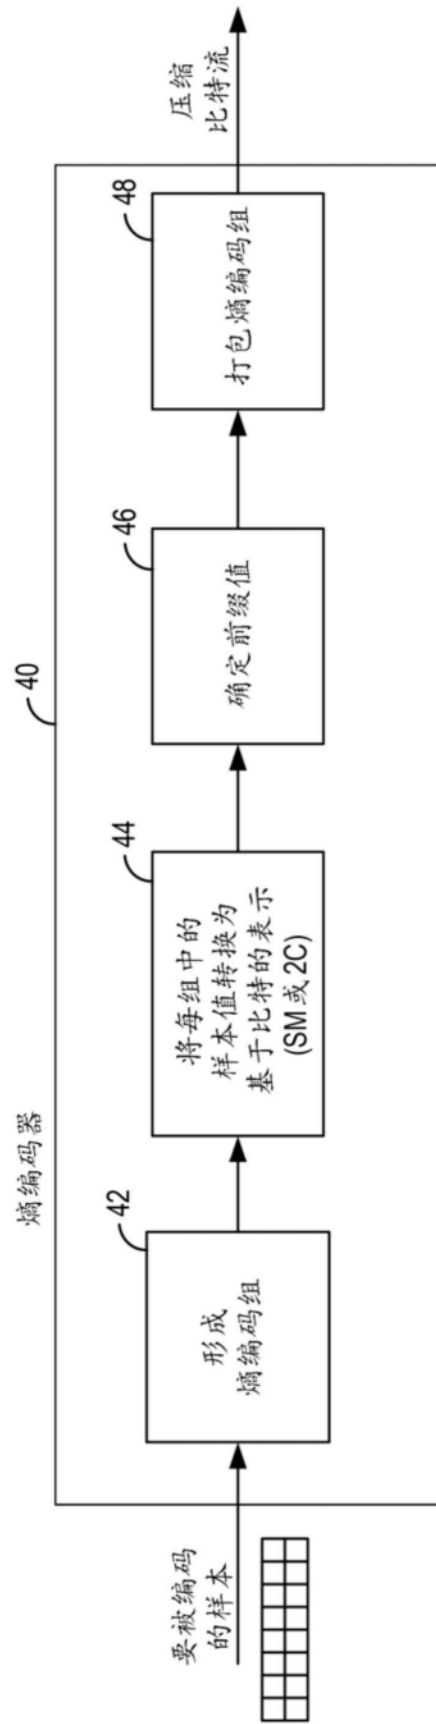 熵编码器
40
要被编码
的样本
42
形成
熵编码组
44
将每组中的
样本值转换为
基于比特的表示
(SM 或 2C)
46
确定前缀值
48
打包熵编码组
压缩
比特流